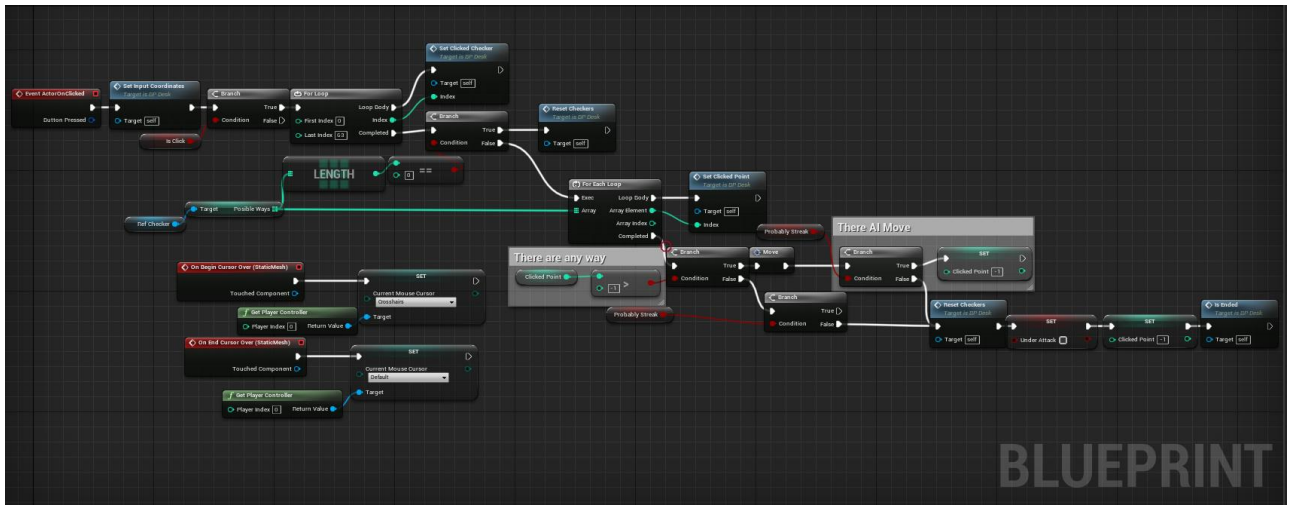 Set Clicked Checker
Target is BP Desk
Target self
Index
Event ActorOnClicked
Button Pressed
Set Input Coordinates
Target is BP Desk
Target self
Branch
True
Condition
False
Is Click
For Loop
Loop Body
First Index 0
Index
Last Index 63
Completed
Branch
True
Condition
False
Reset Checkers
Target is BP Desk
Target self
LENGTH
0 ==
Ref Checker
Target
Posible Ways
For Each Loop
Exec
Loop Body
Array
Array Element
Array Index
Completed
Set Clicked Point
Target is BP Desk
Target self
Index
Probably Streak
There are any way
Clicked Point
-1 >
Branch
True
Condition
False
Move
There AI Move
Branch
True
Condition
False
SET
Clicked Point -1
Probably Streak
Branch
True
Condition
False
Reset Checkers
Target is BP Desk
Target self
SET
Under Attack
SET
Clicked Point -1
Is Ended
Target is BP Desk
Target self
On Begin Cursor Over (StaticMesh)
Touched Component
SET
Current Mouse Cursor
Crosshairs
Target
Get Player Controller
Player Index 0
Return Value
On End Cursor Over (StaticMesh)
Touched Component
SET
Current Mouse Cursor
Default
Target
Get Player Controller
Player Index 0
Return Value
BLUEPRINT